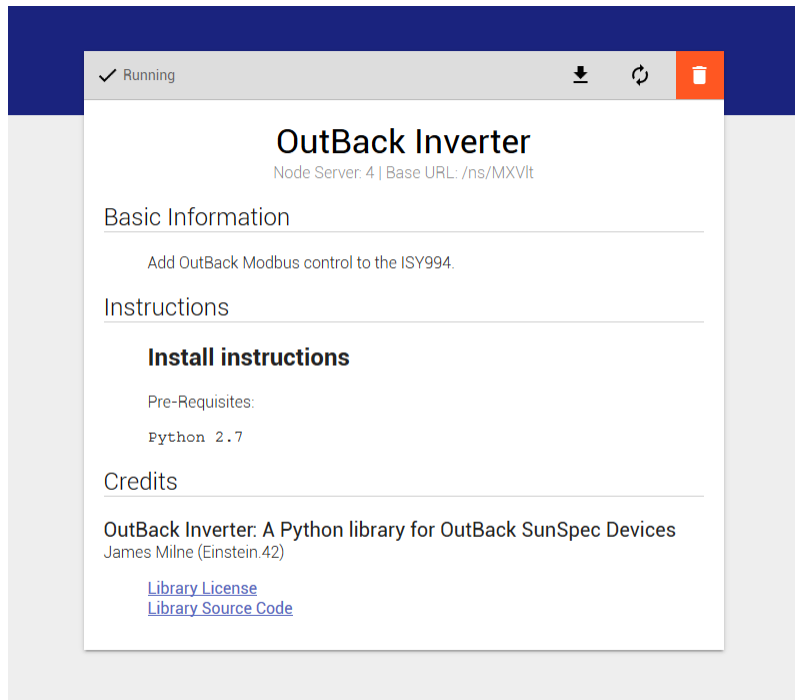 Running
OutBack Inverter
Node Server: 4 | Base URL: /ns/MXVlt
Basic Information
Add OutBack Modbus control to the ISY994.
Instructions
Install instructions
Pre-Requisites:
Python 2.7
Credits
OutBack Inverter: A Python library for OutBack SunSpec Devices
James Milne (Einstein.42)
Library License
Library Source Code